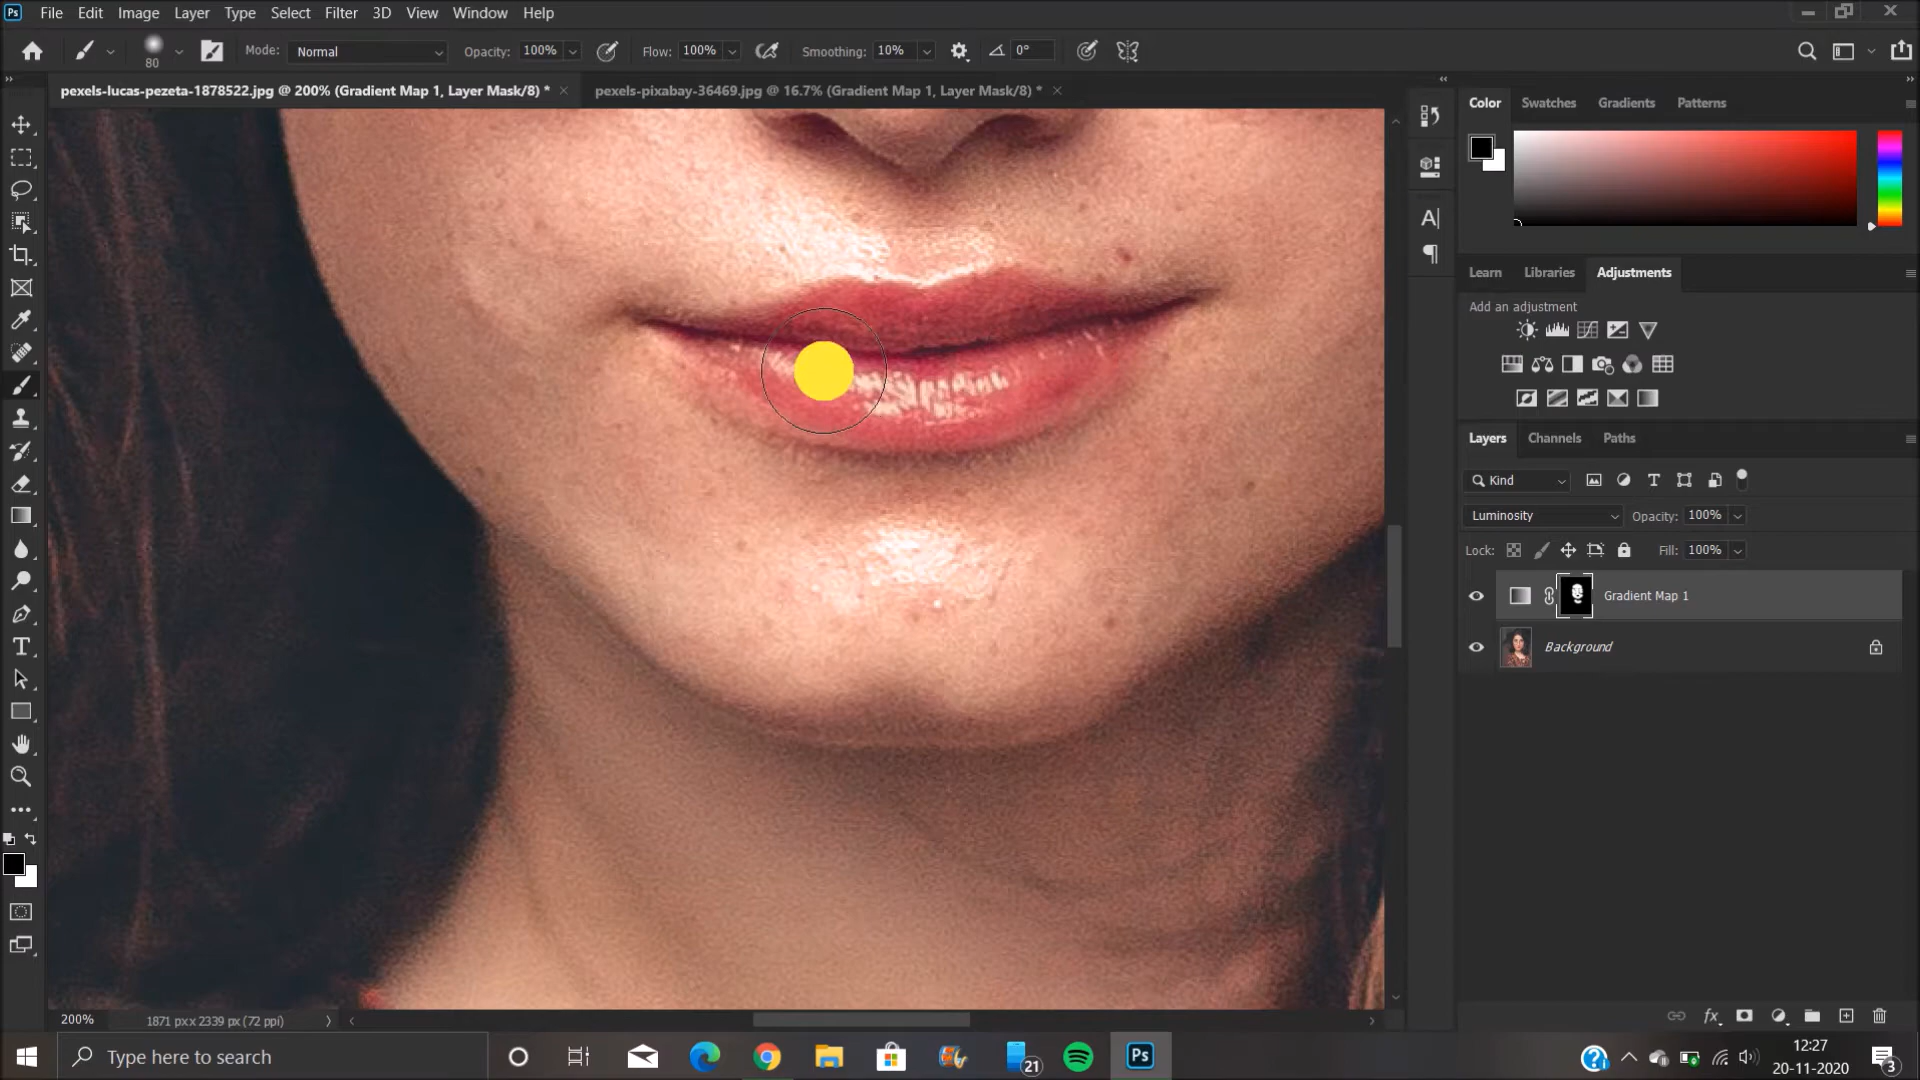 Ps File Edit Image Layer Type Select Filter 3D View Window Help
80 Mode: Normal Opacity: 100% Flow: 100% Smoothing: 10% 0°
pexels-lucas-pezeta-1878522.jpg @ 200% (Gradient Map 1, Layer Mask/8) * pexels-pixabay-36469.jpg @ 16.7% (Gradient Map 1, Layer Mask/8) *
Color Swatches Gradients Patterns
Learn Libraries Adjustments
Add an adjustment
Layers Channels Paths
Kind
Luminosity Opacity: 100%
Lock: Fill: 100%
Gradient Map 1
Background
200% 1871 px x 2339 px (72 ppi)
Type here to search
21
Ps
12:27
20-11-2020
3